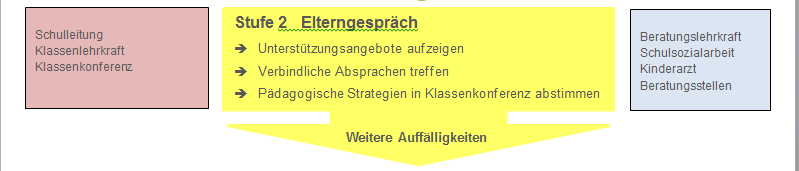 Schulleitung
Klassenlehrkraft
Klassenkonferenz
Stufe 2 Elterngespräch
➔ Unterstützungsangebote aufzeigen
➔ Verbindliche Absprachen treffen
➔ Pädagogische Strategien in Klassenkonferenz abstimmen
Beratungslehrkraft
Schulsozialarbeit
Kinderarzt
Beratungsstellen
Weitere Auffälligkeiten